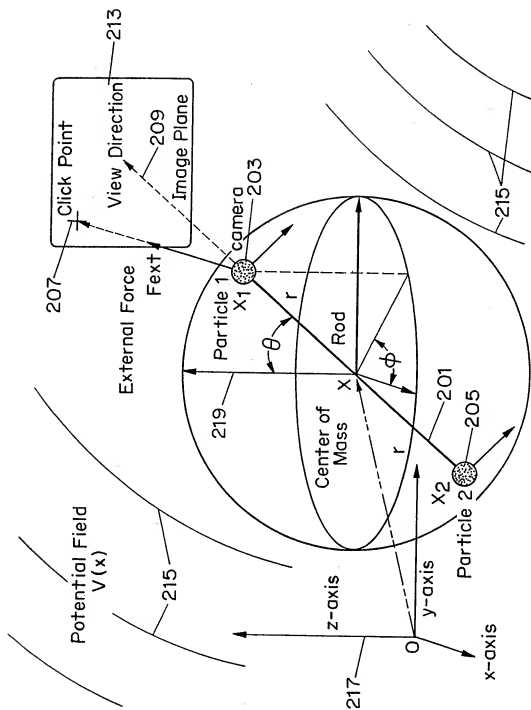 207
Click Point
213
View Direction
209
Image Plane
External Force
Fext
Particle 1
X1
camera
203
Potential Field
V(x)
215
219
θ
r
Rod
X
φ
Center of
Mass
r
201
205
X2
Particle 2
215
z-axis
217
O
y-axis
x-axis